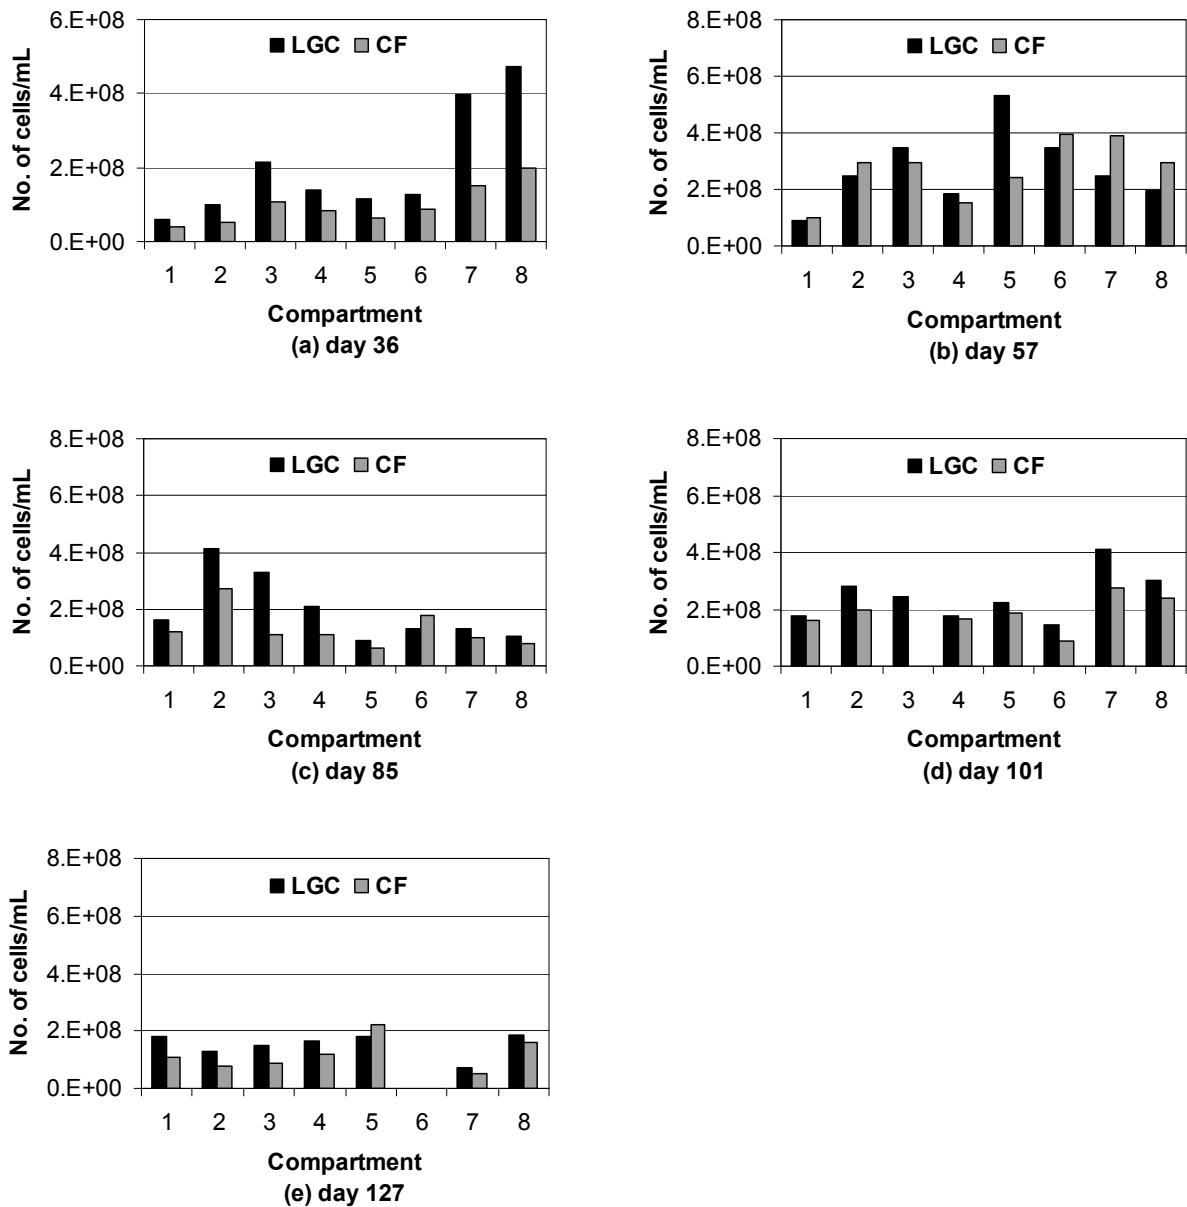 No. of cells/mL
6.E+08
4.E+08
2.E+08
0.E+00
LGC CF
1 2 3 4 5 6 7 8
Compartment
(a) day 36
No. of cells/mL
8.E+08
6.E+08
4.E+08
2.E+08
0.E+00
LGC CF
1 2 3 4 5 6 7 8
Compartment
(b) day 57
No. of cells/mL
8.E+08
6.E+08
4.E+08
2.E+08
0.E+00
LGC CF
1 2 3 4 5 6 7 8
Compartment
(c) day 85
No. of cells/mL
8.E+08
6.E+08
4.E+08
2.E+08
0.E+00
LGC CF
1 2 3 4 5 6 7 8
Compartment
(d) day 101
No. of cells/mL
8.E+08
6.E+08
4.E+08
2.E+08
0.E+00
LGC CF
1 2 3 4 5 6 7 8
Compartment
(e) day 127